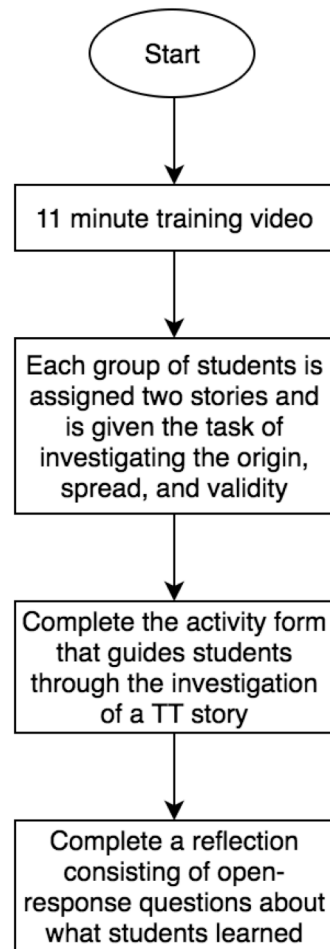 Start
11 minute training video
Each group of students is
assigned two stories and
is given the task of
investigating the origin,
spread, and validity
Complete the activity form
that guides students
through the investigation
of a TT story
Complete a reflection
consisting of open-
response questions about
what students learned